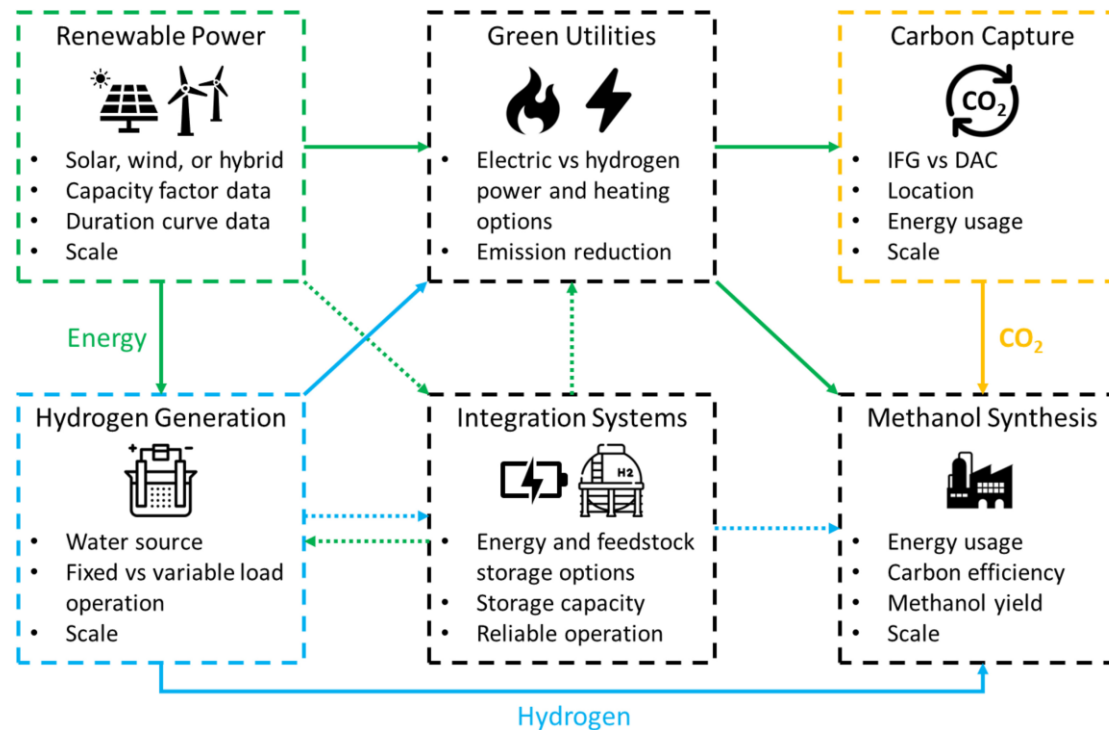 Renewable Power
• Solar, wind, or hybrid
• Capacity factor data
• Duration curve data
• Scale
Green Utilities
• Electric vs hydrogen
power and heating
options
• Emission reduction
Carbon Capture
CO₂
• IFG vs DAC
• Location
• Energy usage
• Scale
Energy
CO₂
Hydrogen Generation
+ −
• Water source
• Fixed vs variable load
operation
• Scale
Integration Systems
H2
• Energy and feedstock
storage options
• Storage capacity
• Reliable operation
Methanol Synthesis
• Energy usage
• Carbon efficiency
• Methanol yield
• Scale
Hydrogen